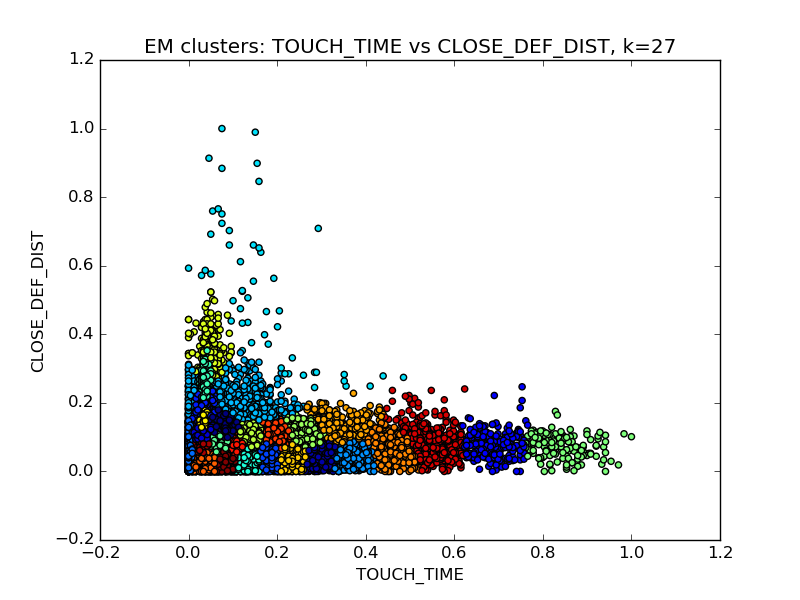 EM clusters: TOUCH_TIME vs CLOSE_DEF_DIST, k=27
1.2
1.0
0.8
0.6
0.4
0.2
0.0
−0.2
CLOSE_DEF_DIST
−0.2 0.0 0.2 0.4 0.6 0.8 1.0 1.2
TOUCH_TIME